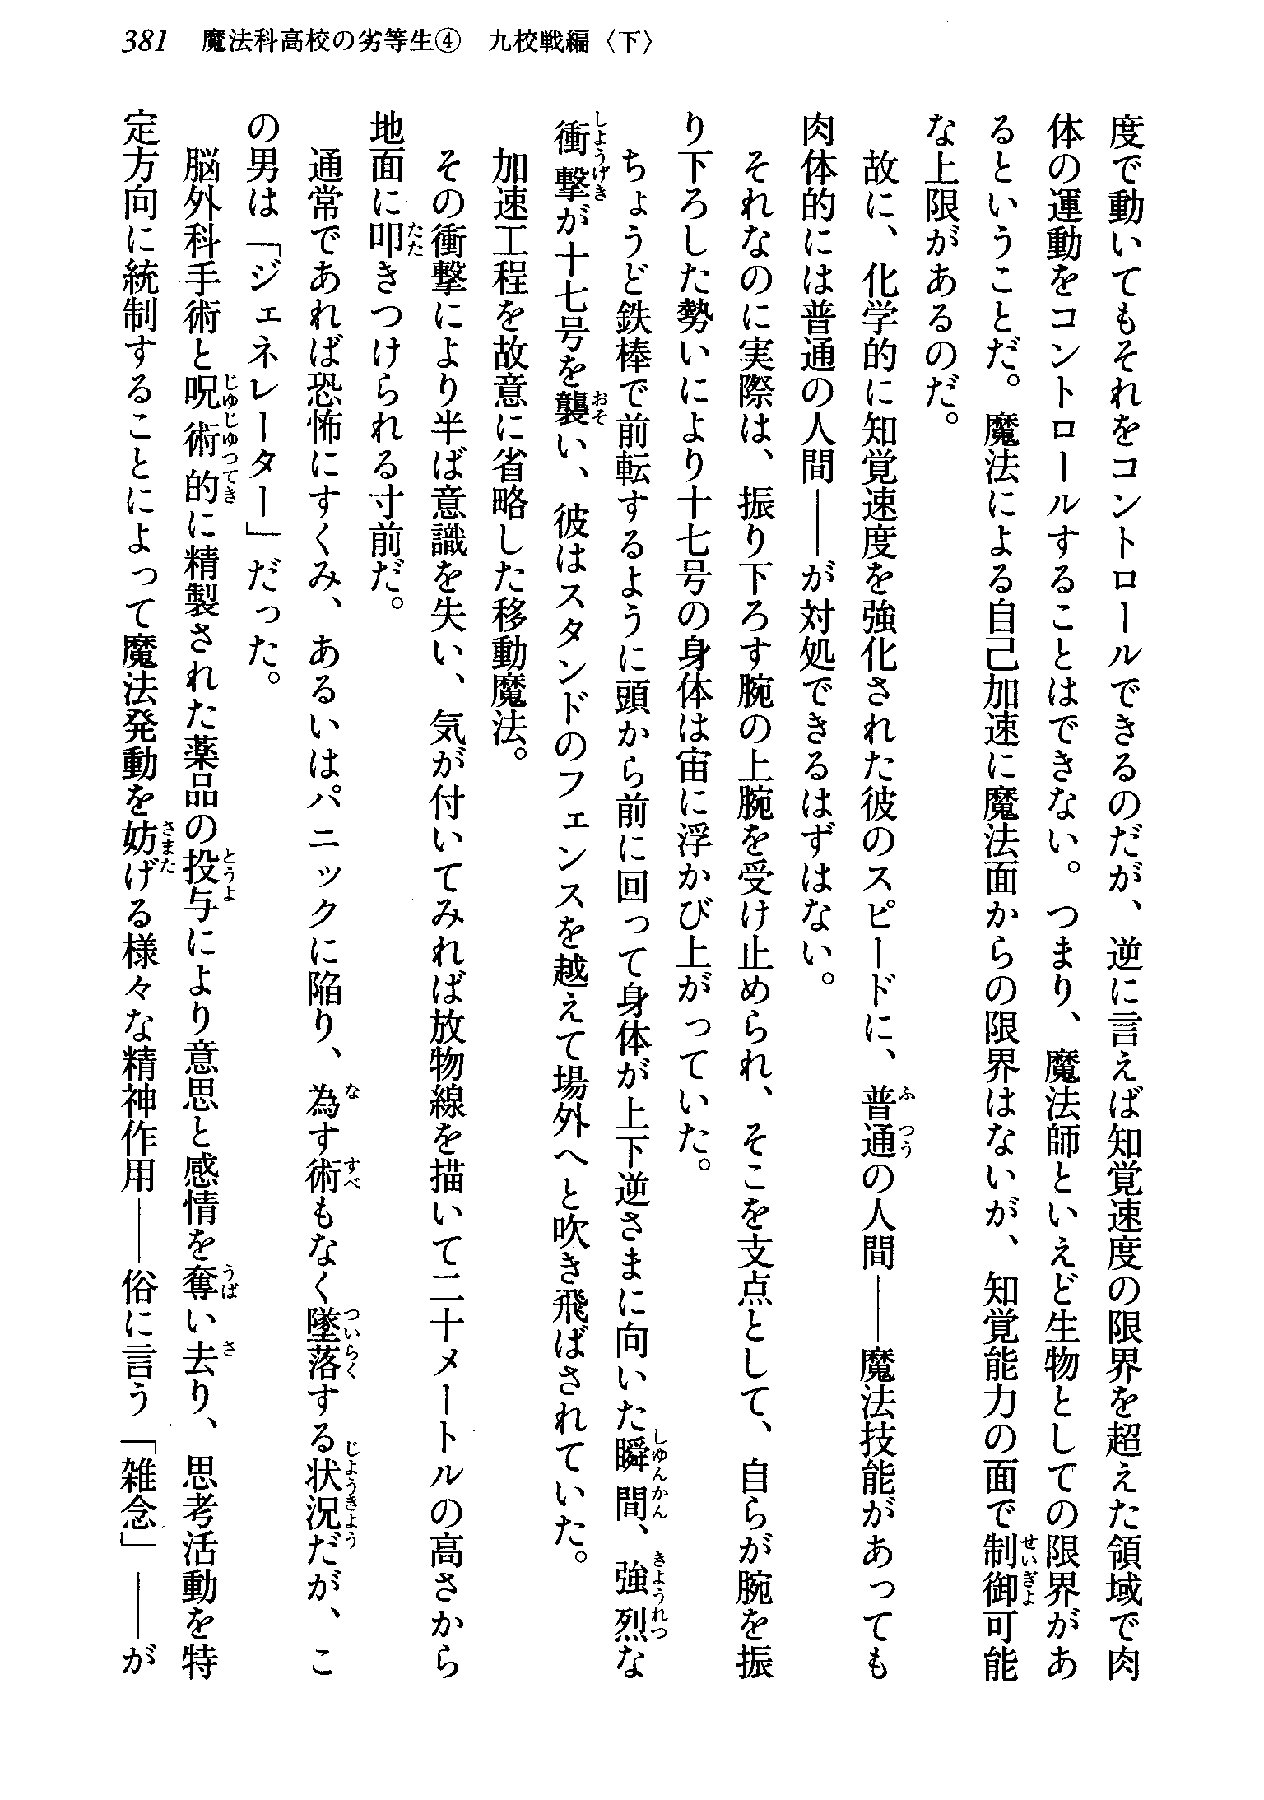 381　魔法科高校の劣等生④　九校戦編〈下〉
度で動いてもそれをコントロールできるのだが、逆に言えば知覚速度の限界を超えた領域で肉
体の運動をコントロールすることはできない。つまり、魔法師といえど生物としての限界があ
るということだ。魔法による自己加速に魔法面からの限界はないが、知覚能力の面で制御可能
な上限があるのだ。
　故に、化学的に知覚速度を強化された彼のスピードに、普通の人間――魔法技能があっても
肉体的には普通の人間――が対処できるはずはない。
　それなのに実際は、振り下ろす腕の上腕を受け止められ、そこを支点として、自らが腕を振
り下ろした勢いにより十七号の身体は宙に浮かび上がっていた。
　ちょうど鉄棒で前転するように頭から前に回って身体が上下逆さまに向いた瞬間、強烈な
衝撃が十七号を襲い、彼はスタンドのフェンスを越えて場外へと吹き飛ばされていた。
　加速工程を故意に省略した移動魔法。
　その衝撃により半ば意識を失い、気が付いてみれば放物線を描いて二十メートルの高さから
地面に叩きつけられる寸前だ。
　通常であれば恐怖にすくみ、あるいはパニックに陥り、為す術もなく墜落する状況だが、こ
の男は「ジェネレーター」だった。
　脳外科手術と呪術的に精製された薬品の投与により意思と感情を奪い去り、思考活動を特
定方向に統制することによって魔法発動を妨げる様々な精神作用――俗に言う「雑念」――が